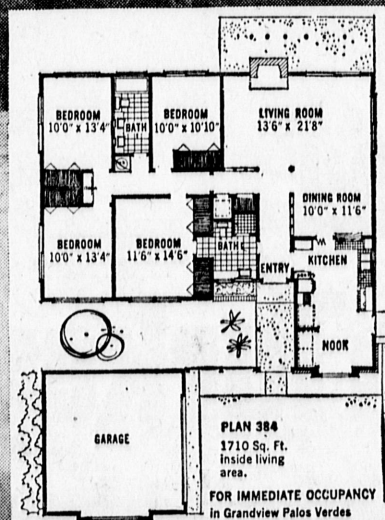 BEDROOM
10'0" x 13'4"
BATH
BEDROOM
10'0" x 10'10"
LIVING ROOM
13'6" x 21'8"
DINING ROOM
10'0" x 11'6"
BEDROOM
10'0" x 13'4"
BEDROOM
11'6" x 14'6"
BATH
ENTRY
KITCHEN
NOOK
GARAGE
PLAN 384
1710 Sq. Ft.
inside living
area.
FOR IMMEDIATE OCCUPANCY
in Grandview Palos Verdes